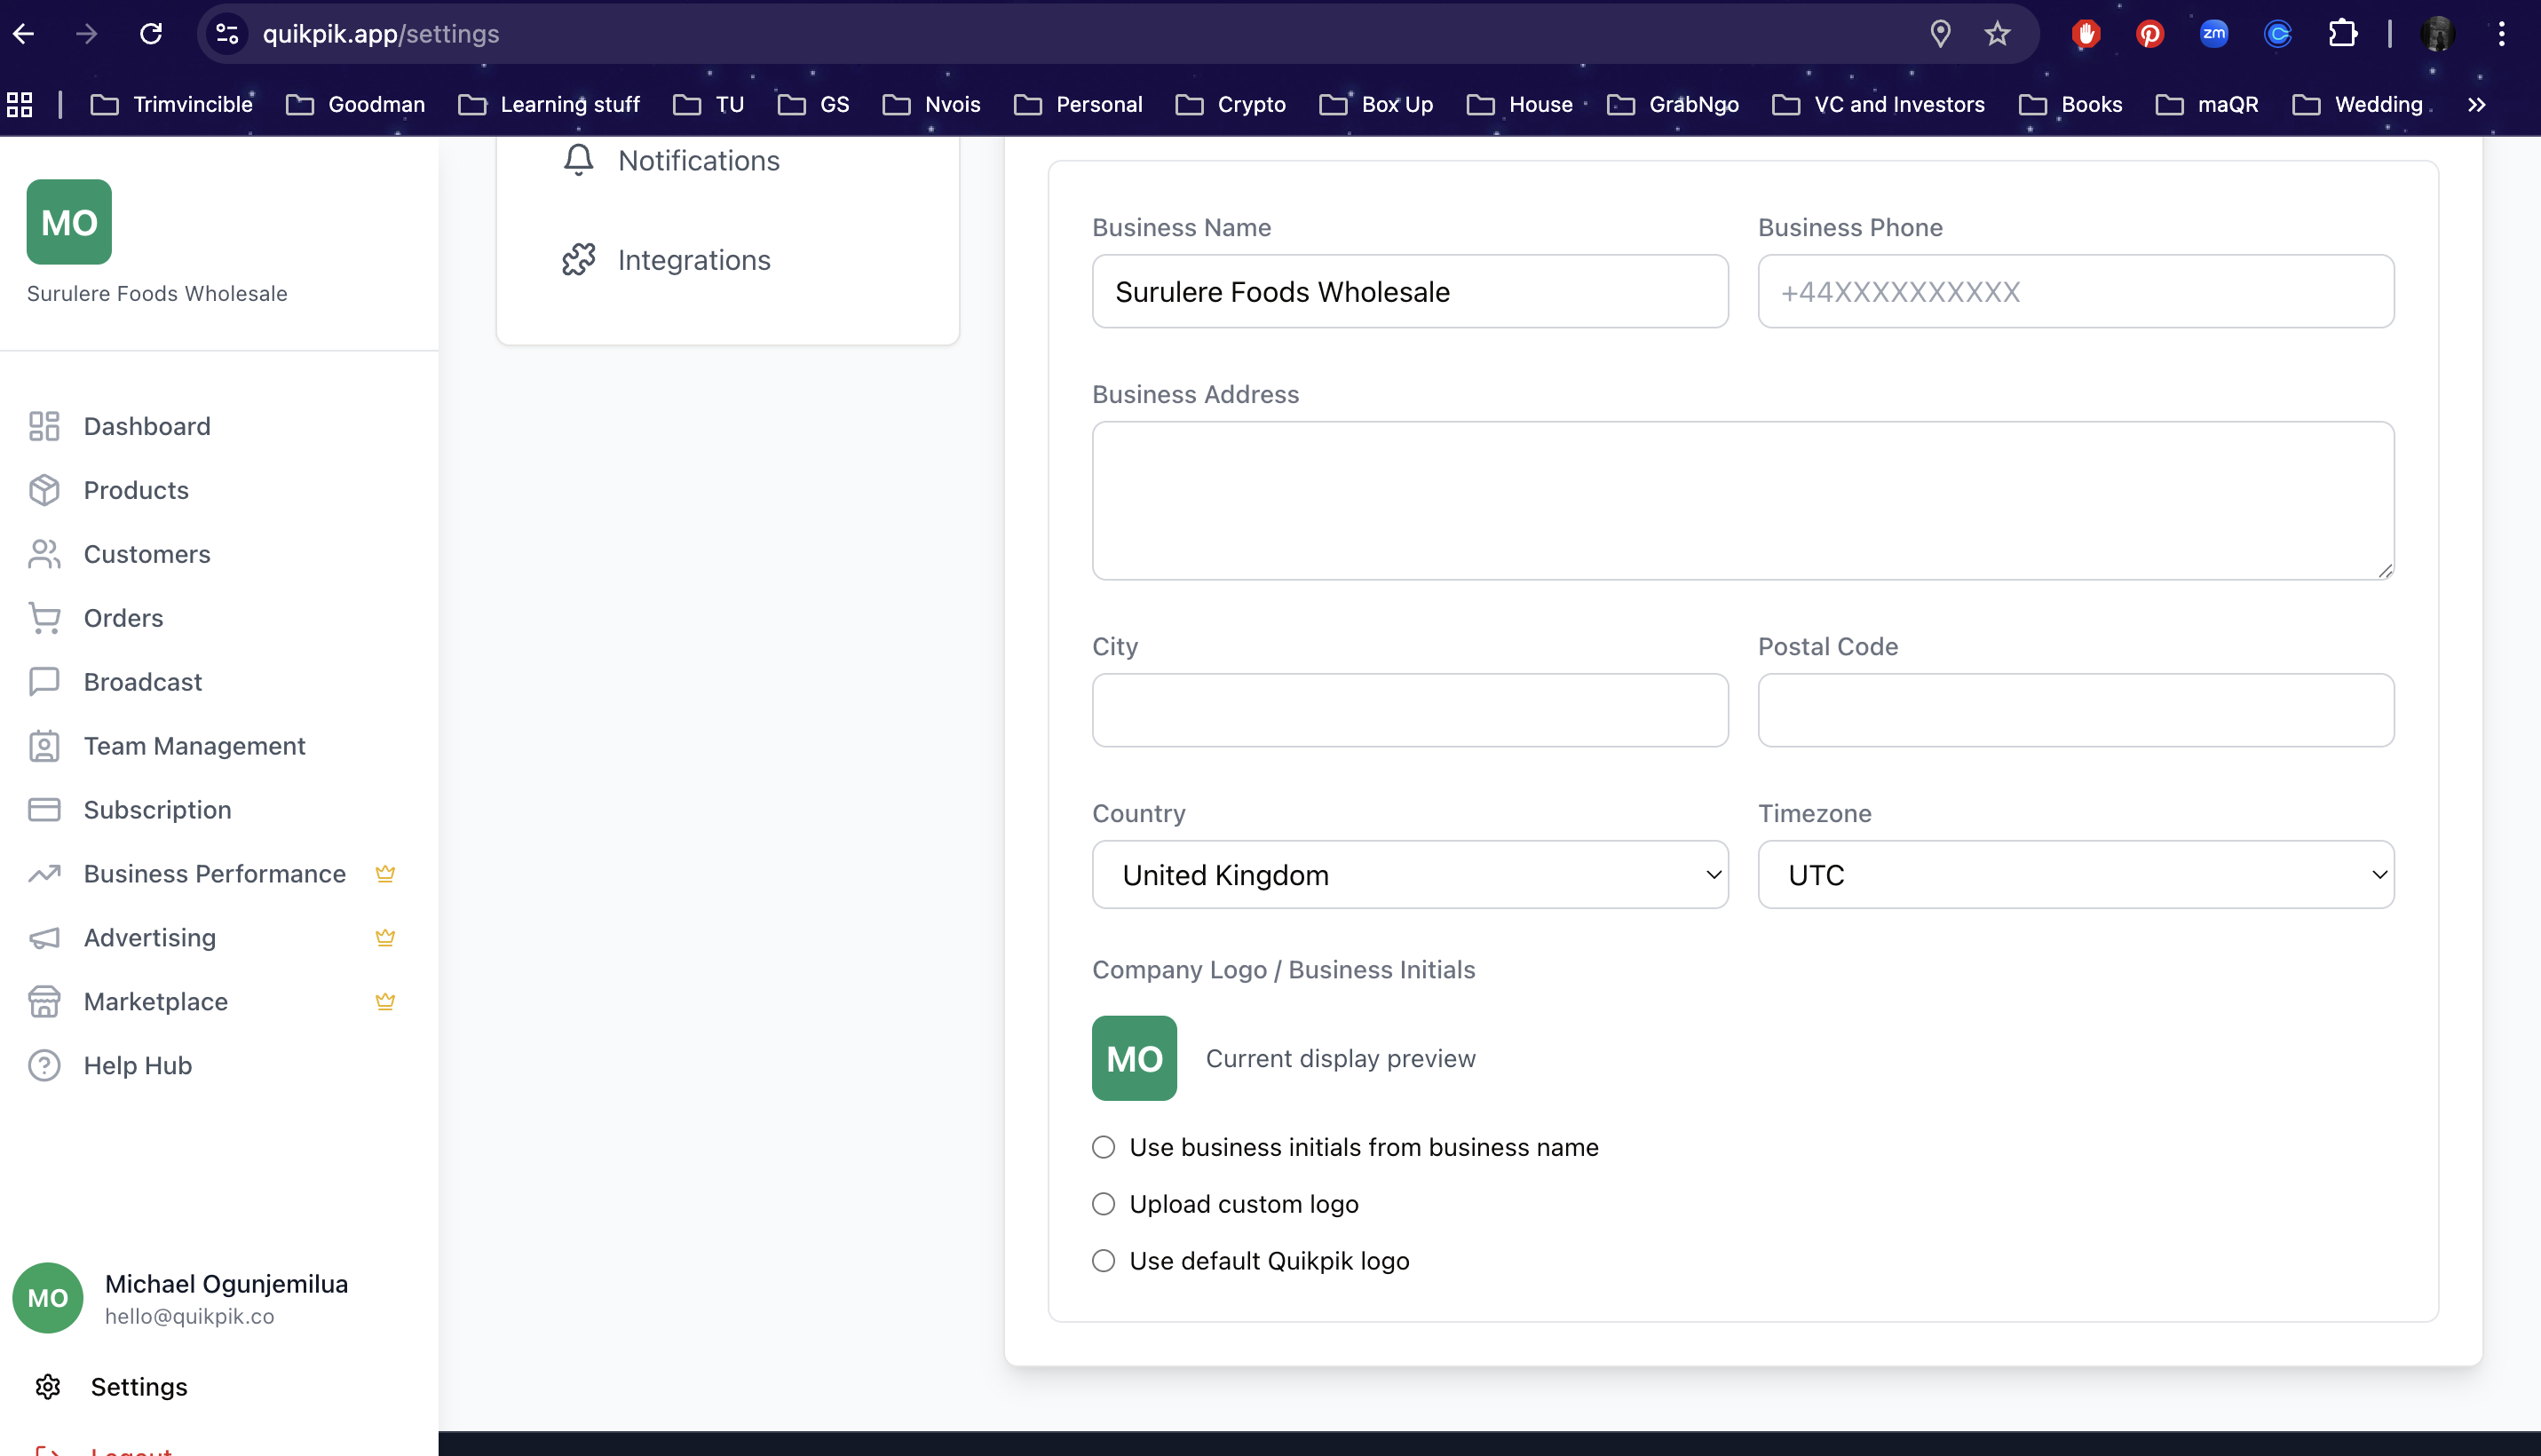 quikpik.app/settings
zm
Trimvincible
Goodman
Learning stuff
TU
GS
Nvois
Personal
Crypto
Box Up
House
GrabNgo
VC and Investors
Books
maQR
Wedding
MO
Surulere Foods Wholesale
Dashboard
Products
Customers
Orders
Broadcast
Team Management
Subscription
Business Performance
Advertising
Marketplace
Help Hub
MO
Michael Ogunjemilua
hello@quikpik.co
Settings
Logout
Notifications
Integrations
Business Name
Surulere Foods Wholesale
Business Phone
+44XXXXXXXXXX
Business Address
City
Postal Code
Country
United Kingdom
Timezone
UTC
Company Logo / Business Initials
MO
Current display preview
Use business initials from business name
Upload custom logo
Use default Quikpik logo